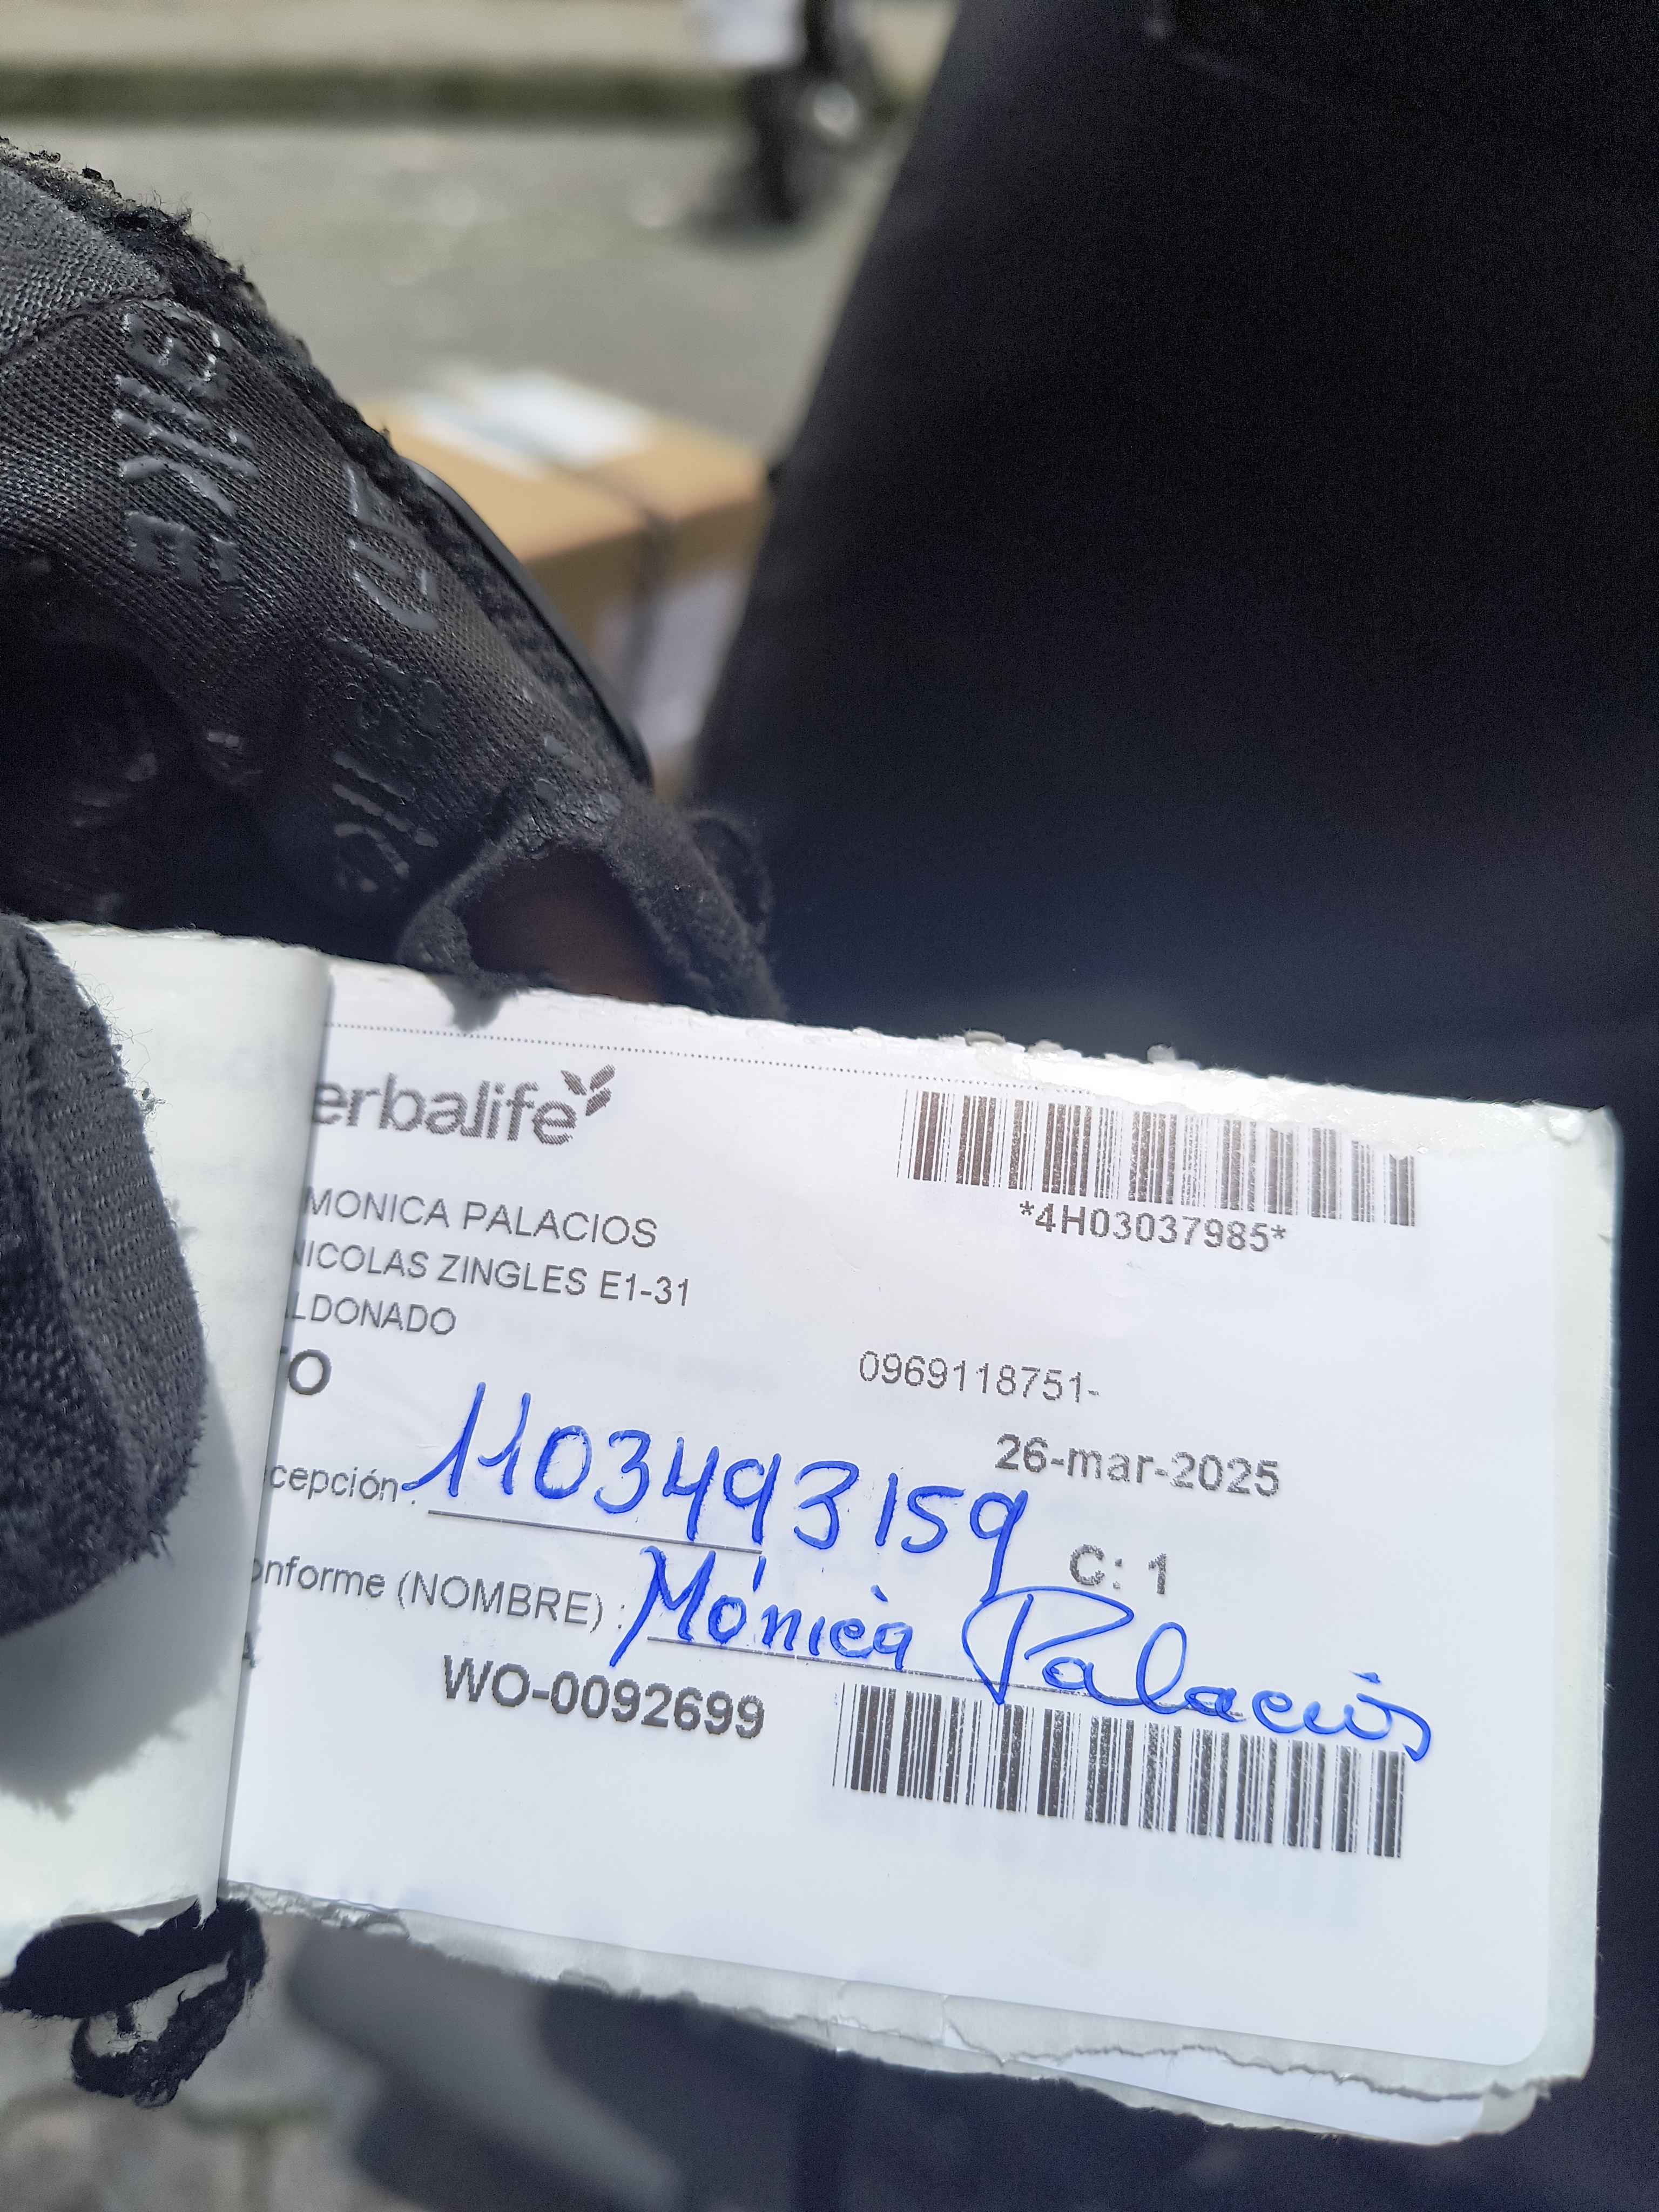 erbalife
*4H03037985*
MONICA PALACIOS
NICOLAS ZINGLES E1-31
LDONADO
TO
0969118751-
26-mar-2025
cepción : 1103493159
C: 1
onforme (NOMBRE) : Mónica Palacios
WO-0092699